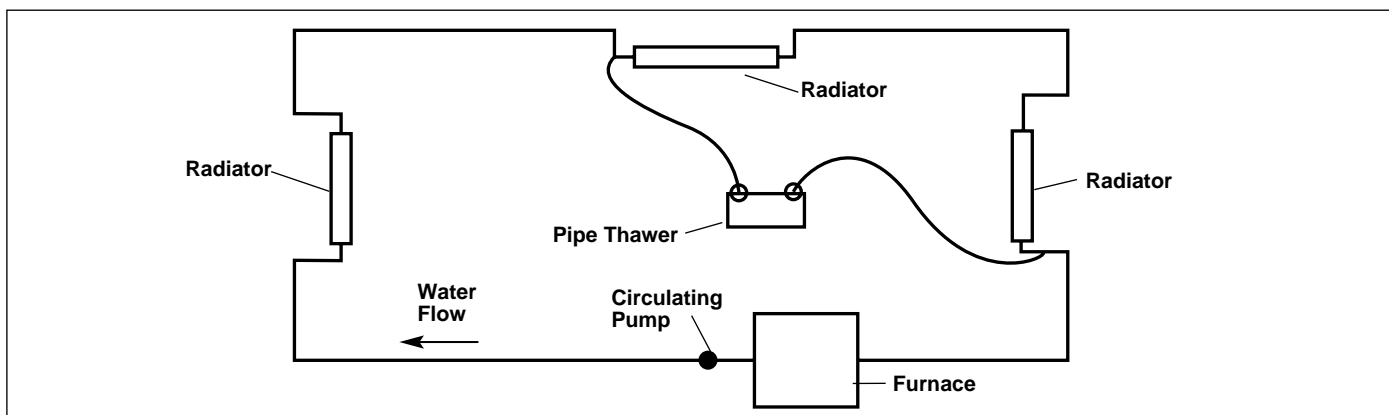 Radiator
Radiator
Radiator
Pipe Thawer
Water
Flow
Circulating
Pump
Furnace